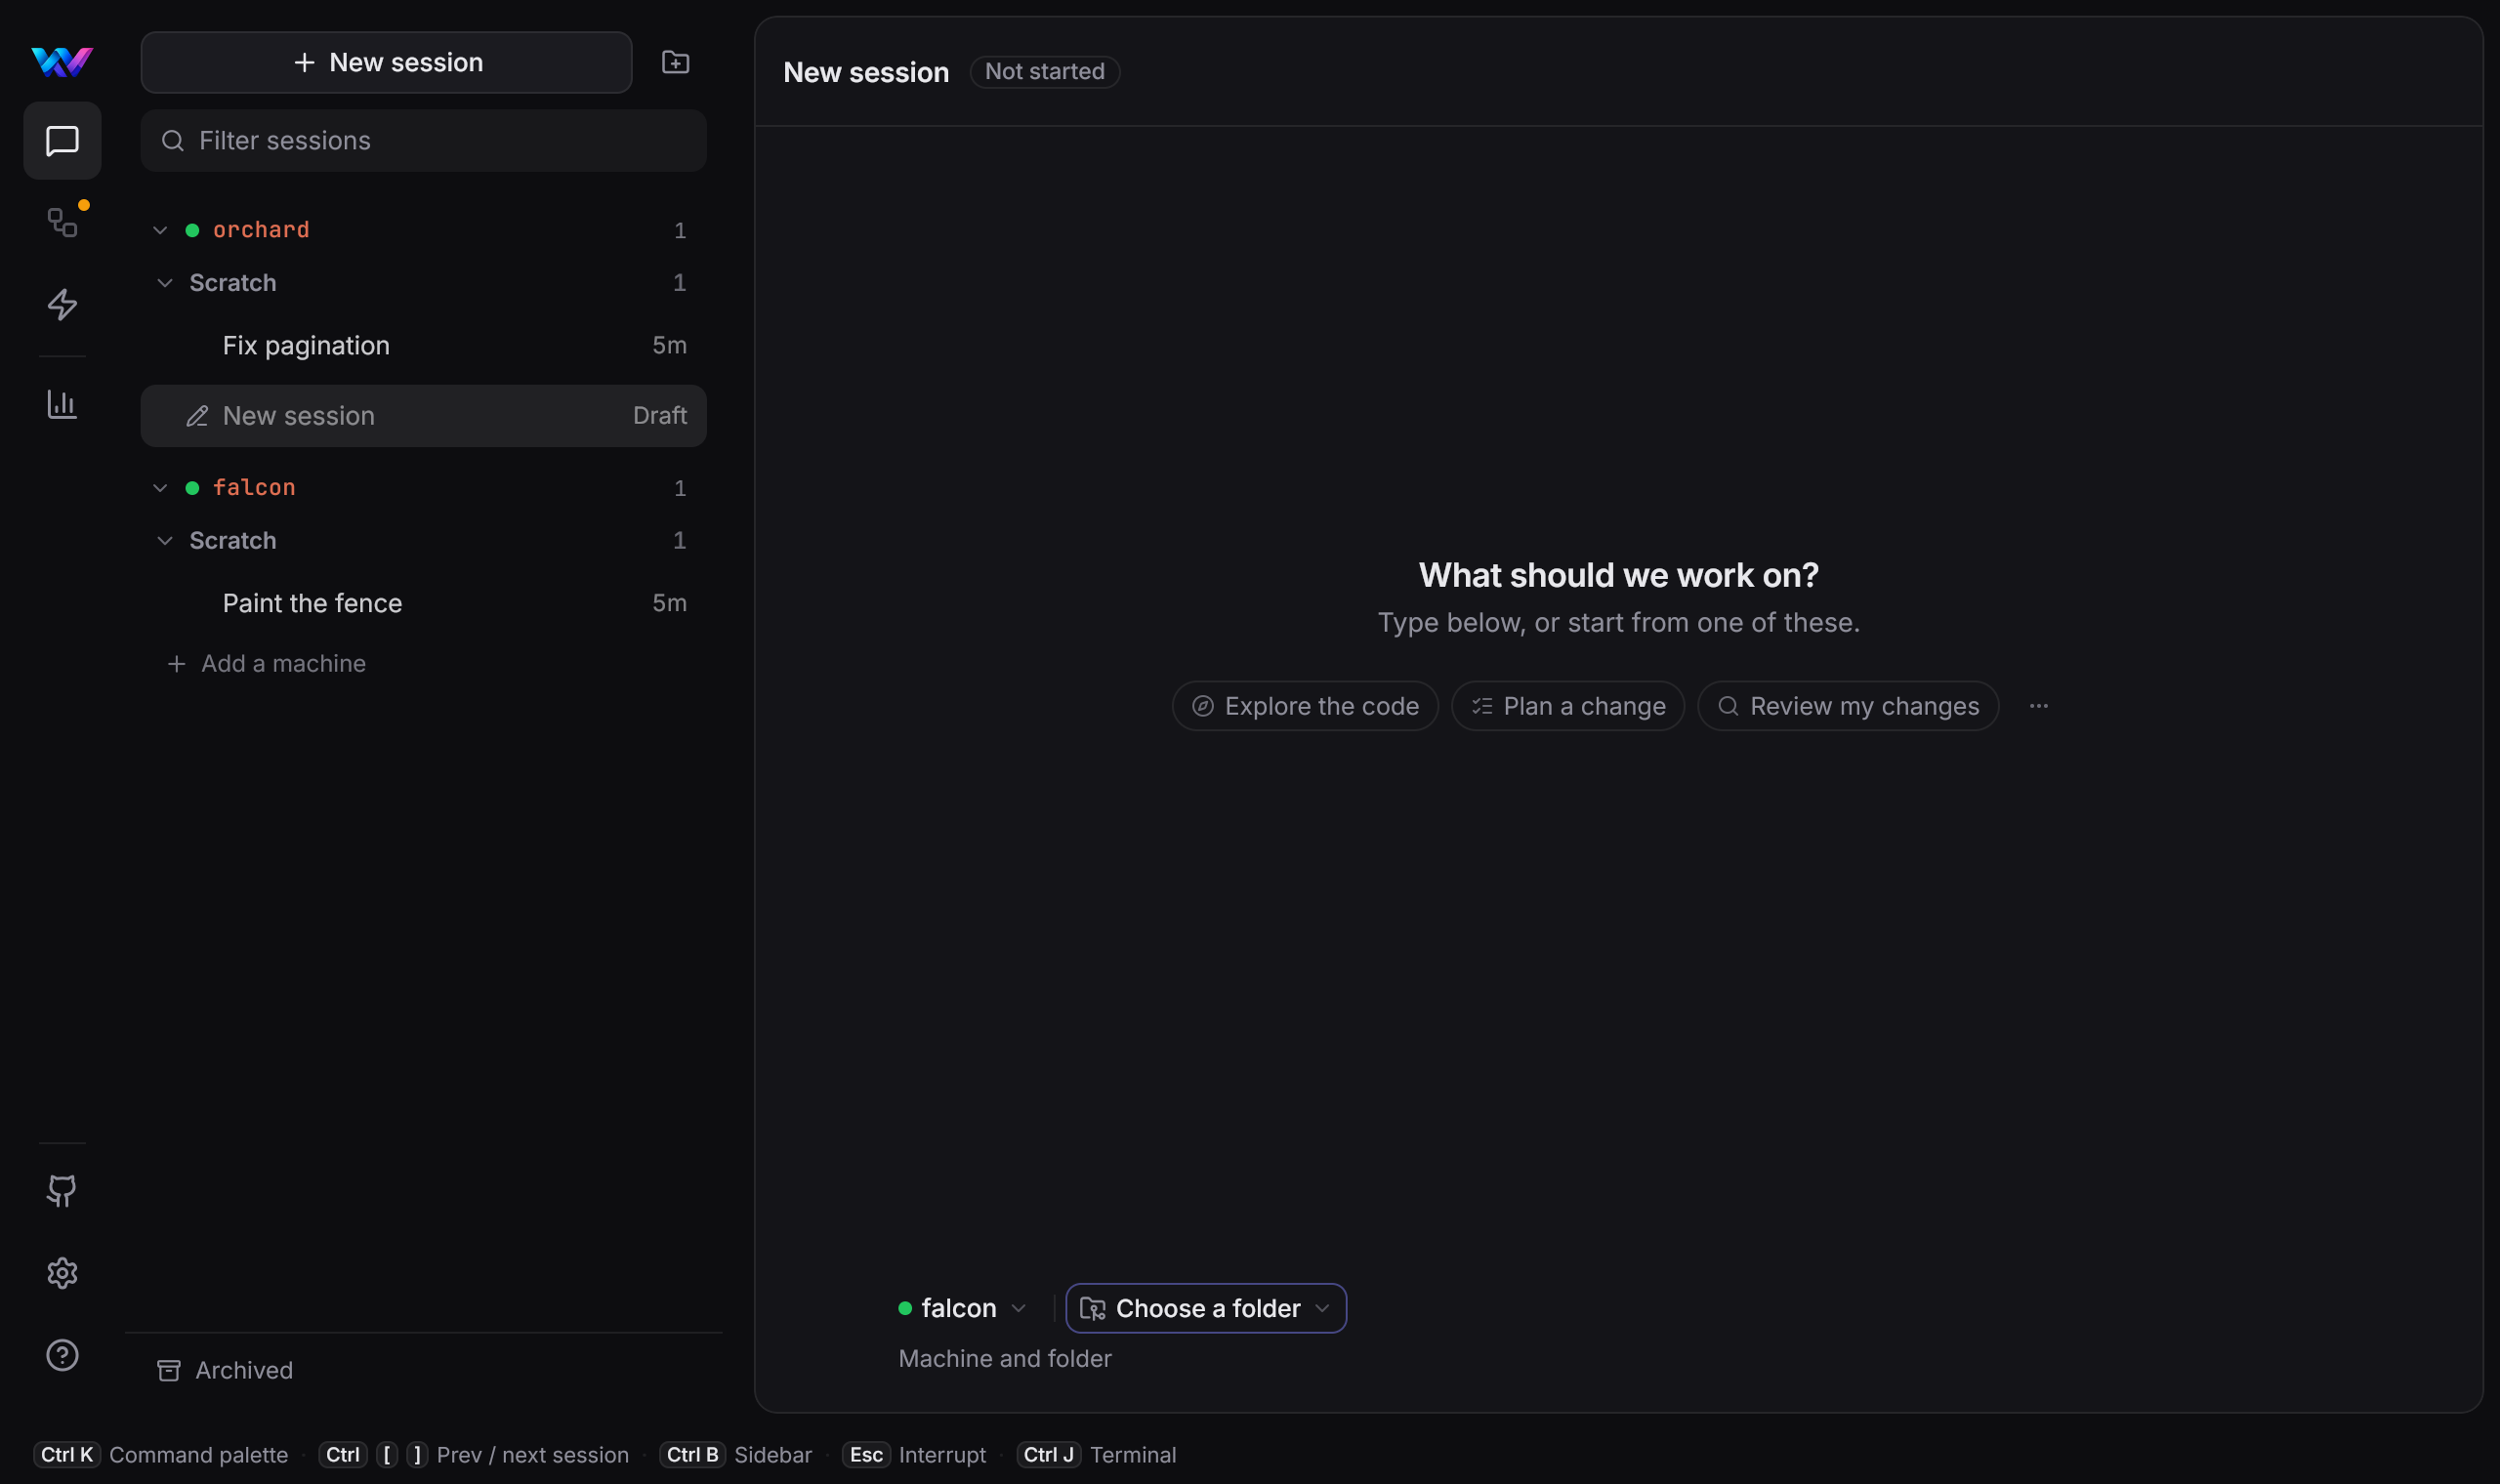 New session
Filter sessions
orchard 1
Scratch 1
Fix pagination 5m
New session Draft
falcon 1
Scratch 1
Paint the fence 5m
Add a machine
Archived
New session Not started
What should we work on?
Type below, or start from one of these.
Explore the code Plan a change Review my changes
falcon Choose a folder
Machine and folder
Ctrl K Command palette · Ctrl [ ] Prev / next session · Ctrl B Sidebar · Esc Interrupt · Ctrl J Terminal